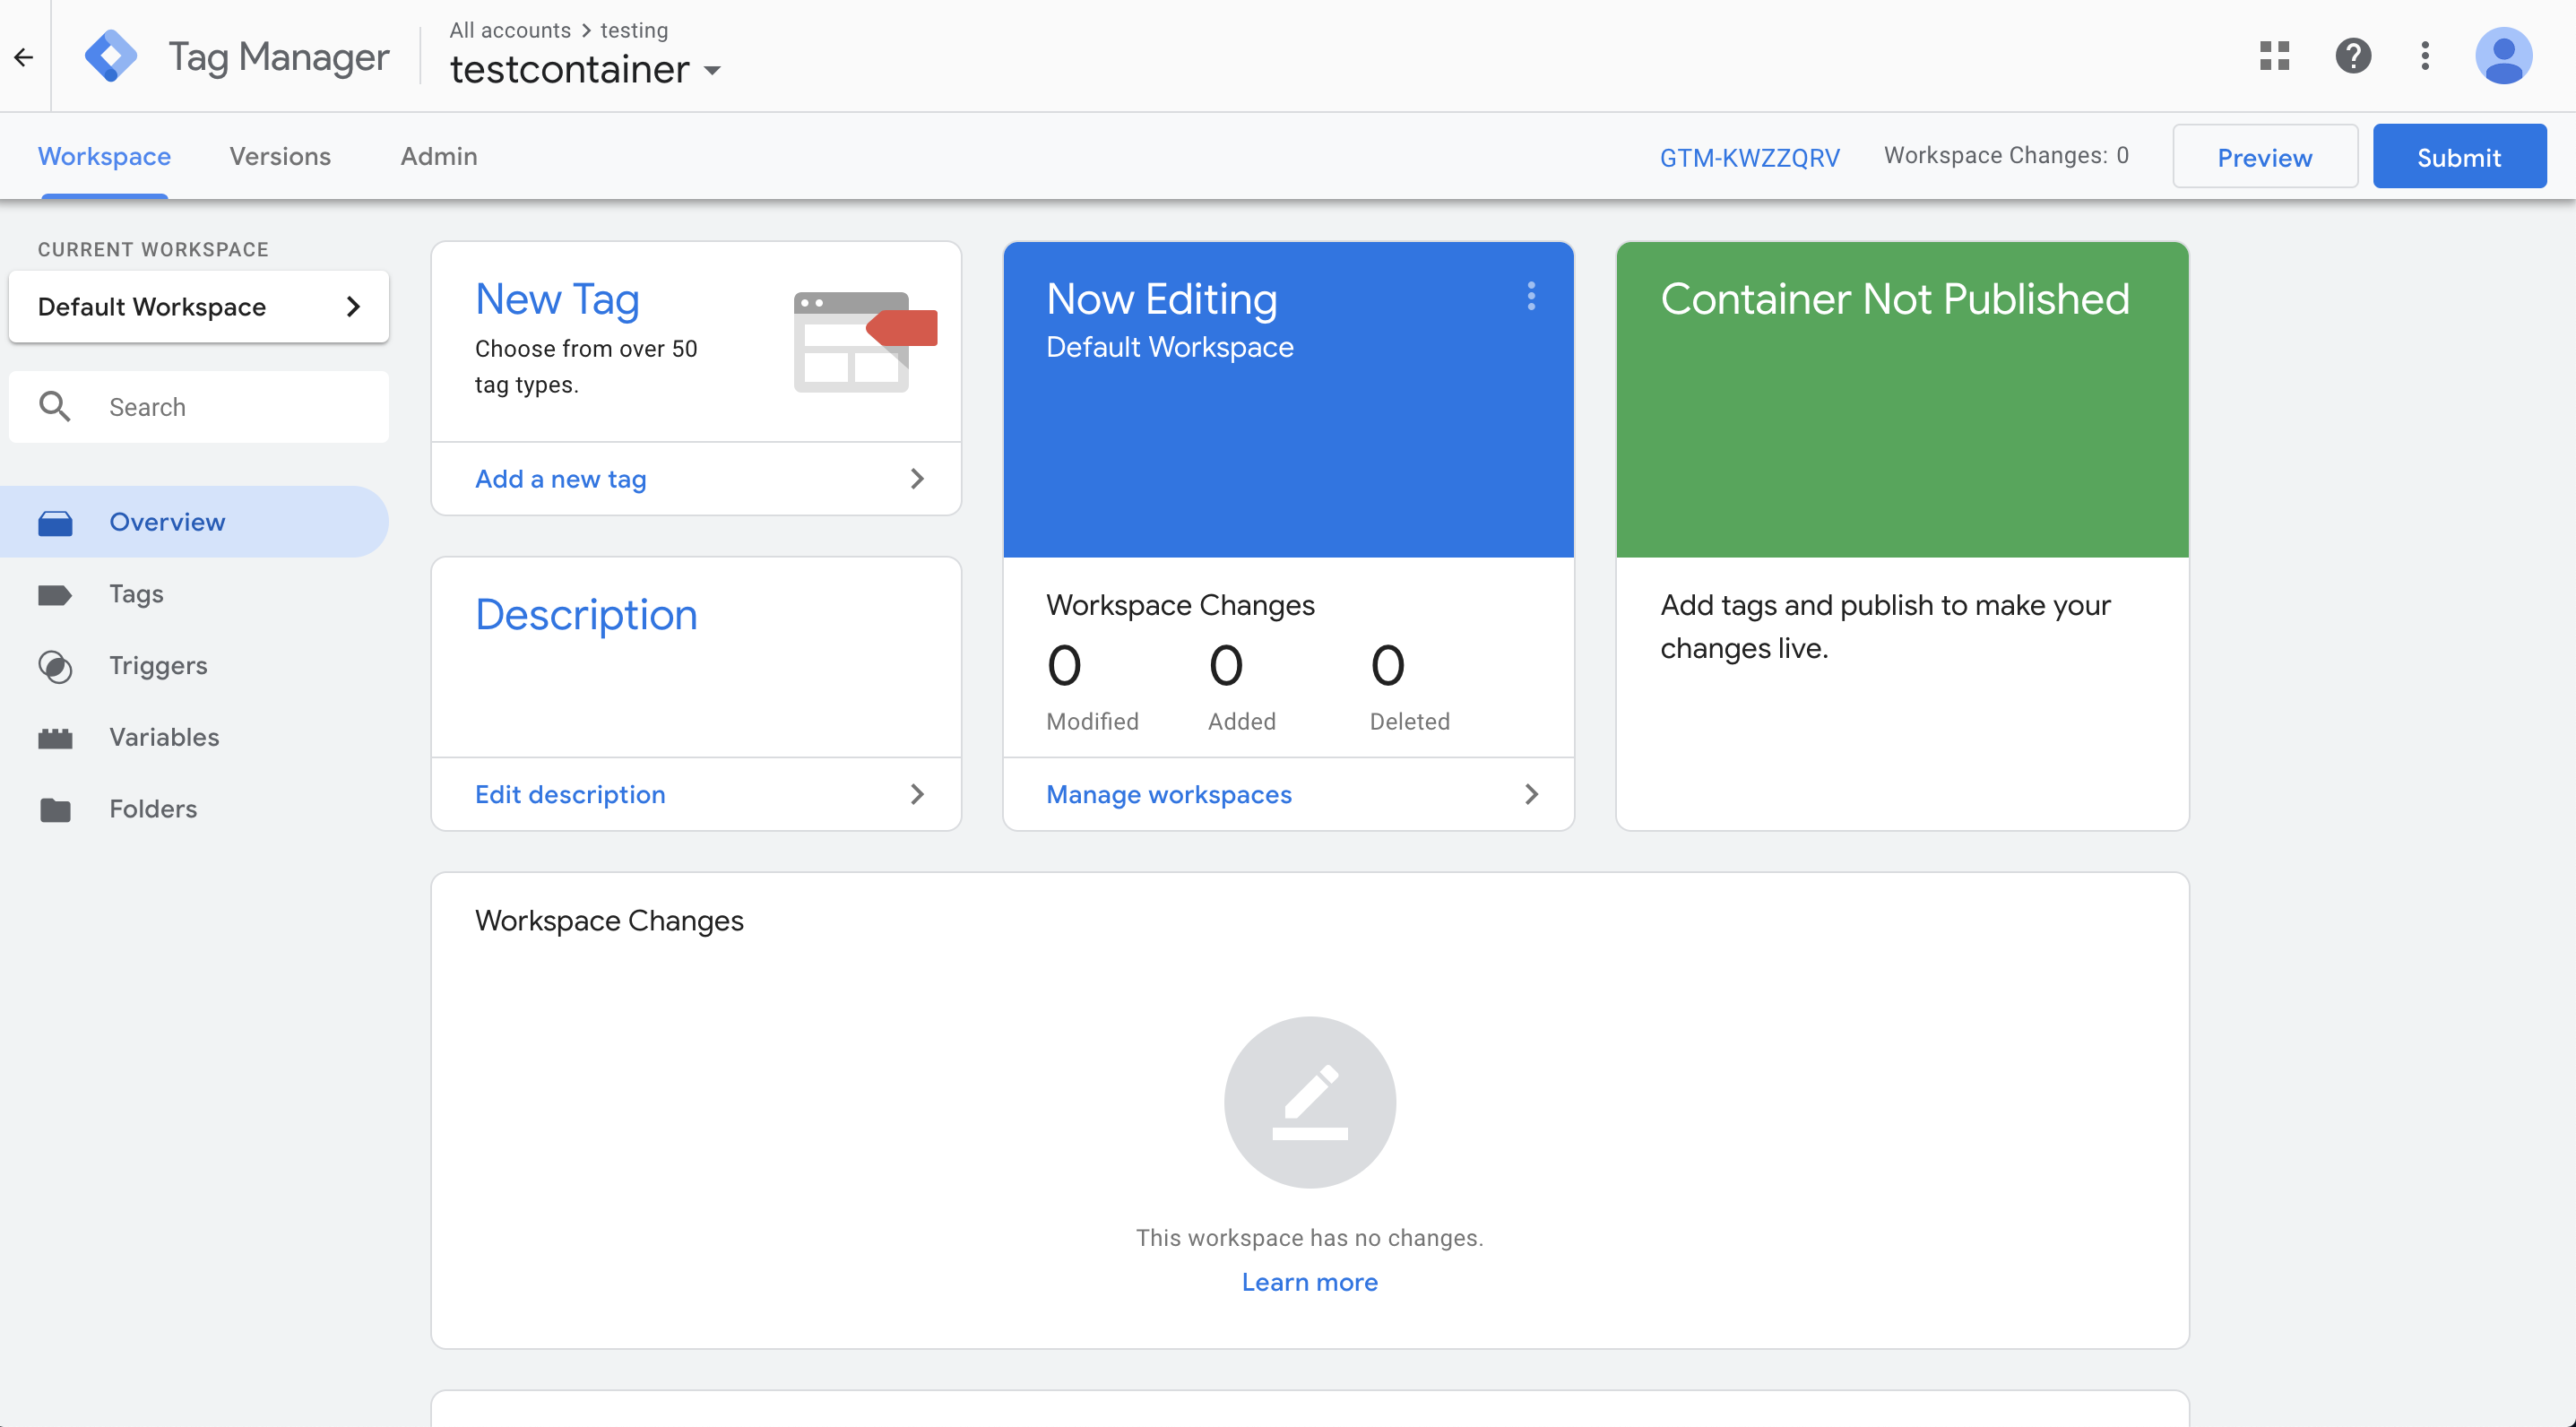 Tag Manager
All accounts > testing
testcontainer
Workspace
Versions
Admin
GTM-KWZZQRV
Workspace Changes: 0
Preview
Submit
CURRENT WORKSPACE
Default Workspace
Search
Overview
Tags
Triggers
Variables
Folders
New Tag
Choose from over 50
tag types.
Add a new tag
Description
Edit description
Now Editing
Default Workspace
Workspace Changes
0 0 0
Modified Added Deleted
Manage workspaces
Container Not Published
Add tags and publish to make your
changes live.
Workspace Changes
This workspace has no changes.
Learn more